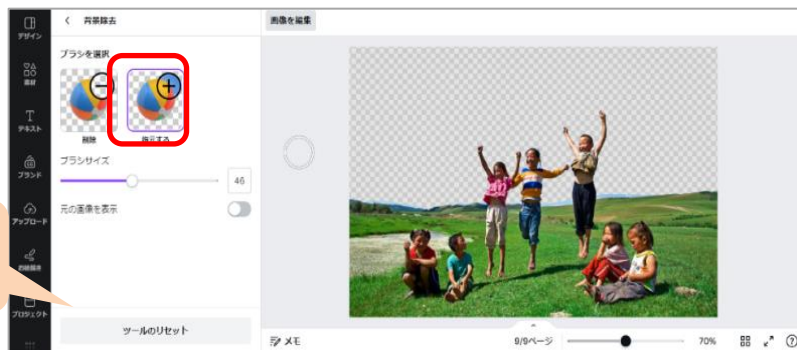 デザイン
素材
テキスト
ブランド
アップロード
お絵描き
プロジェクト
背景除去
ブラシを選択
削除
復元する
ブラシサイズ
46
元の画像を表示
ツールのリセット
画像を編集
メモ
9/9ページ
70%